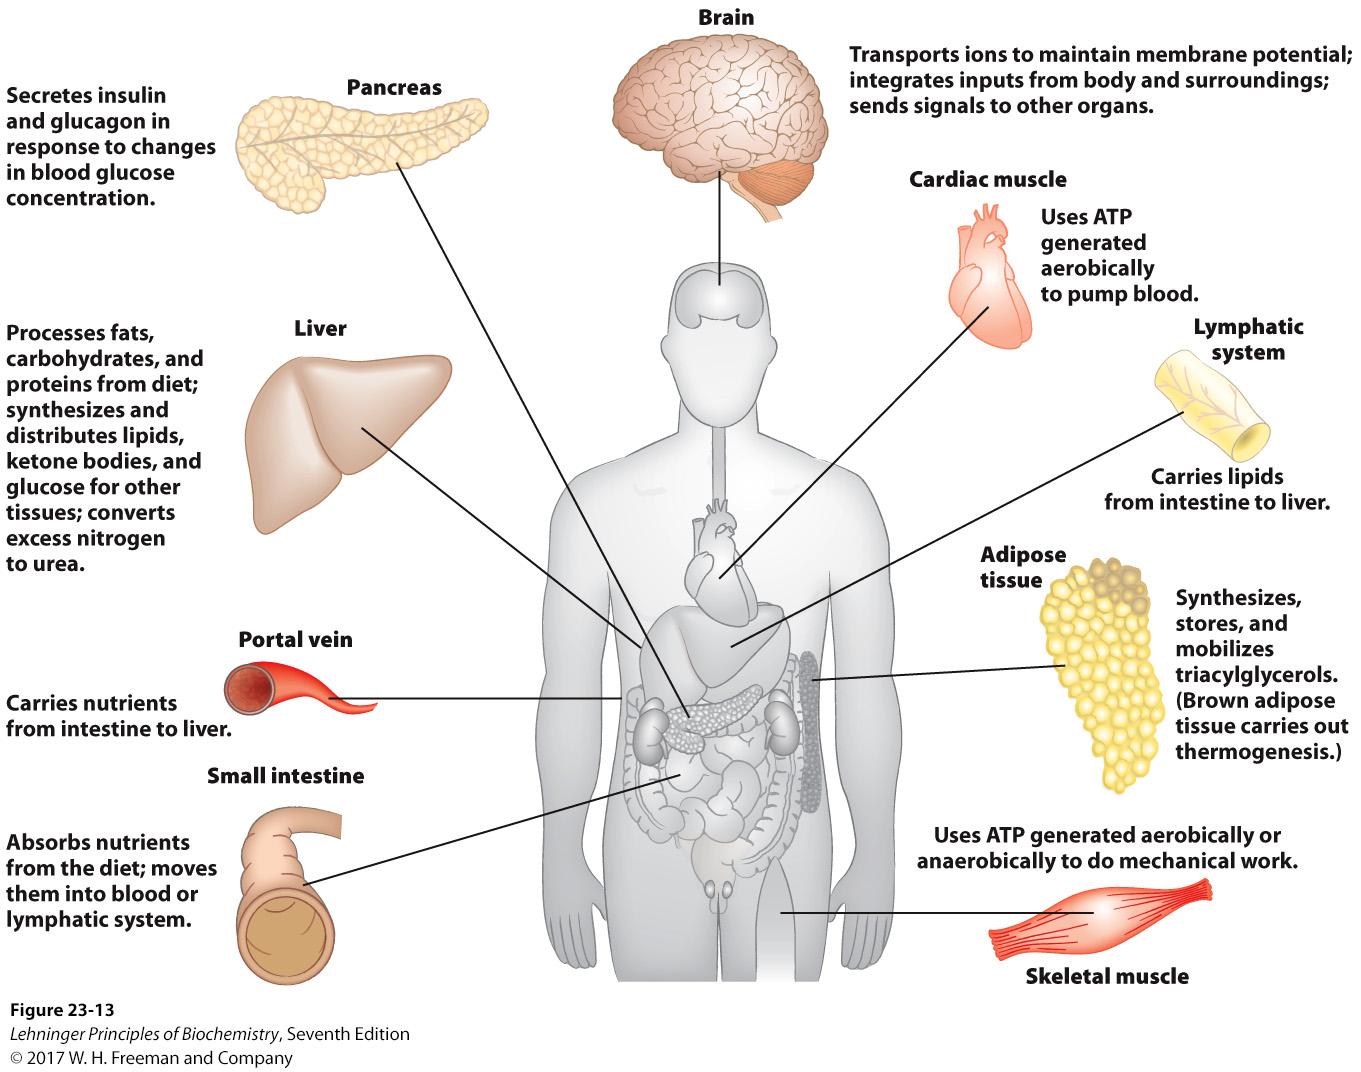 Brain
Transports ions to maintain membrane potential;
integrates inputs from body and surroundings;
sends signals to other organs.
Pancreas
Secretes insulin
and glucagon in
response to changes
in blood glucose
concentration.
Cardiac muscle
Uses ATP
generated
aerobically
to pump blood.
Liver
Processes fats,
carbohydrates, and
proteins from diet;
synthesizes and
distributes lipids,
ketone bodies, and
glucose for other
tissues; converts
excess nitrogen
to urea.
Lymphatic
system
Carries lipids
from intestine to liver.
Adipose
tissue
Synthesizes,
stores, and
mobilizes
triacylglycerols.
(Brown adipose
tissue carries out
thermogenesis.)
Portal vein
Carries nutrients
from intestine to liver.
Small intestine
Absorbs nutrients
from the diet; moves
them into blood or
lymphatic system.
Uses ATP generated aerobically or
anaerobically to do mechanical work.
Skeletal muscle
Figure 23-13
Lehninger Principles of Biochemistry, Seventh Edition
© 2017 W. H. Freeman and Company